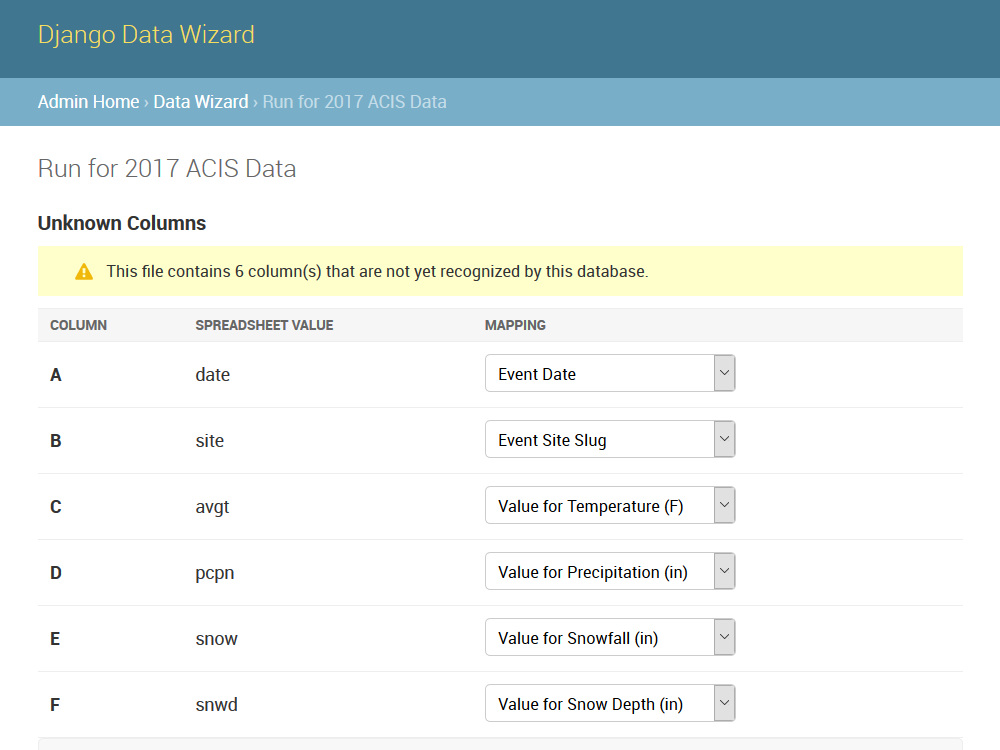 Django Data Wizard
Admin Home › Data Wizard › Run for 2017 ACIS Data
Run for 2017 ACIS Data
Unknown Columns
This file contains 6 column(s) that are not yet recognized by this database.
COLUMN SPREADSHEET VALUE MAPPING
A date Event Date
B site Event Site Slug
C avgt Value for Temperature (F)
D pcpn Value for Precipitation (in)
E snow Value for Snowfall (in)
F snwd Value for Snow Depth (in)